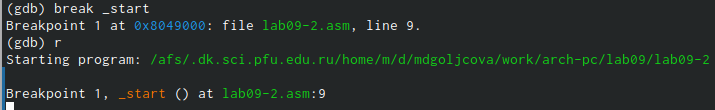 (gdb) break _start
Breakpoint 1 at 0x8049000: file lab09-2.asm, line 9.
(gdb) r
Starting program: /afs/.dk.sci.pfu.edu.ru/home/m/d/mdgoljcova/work/arch-pc/lab09/lab09-2
Breakpoint 1, _start () at lab09-2.asm:9